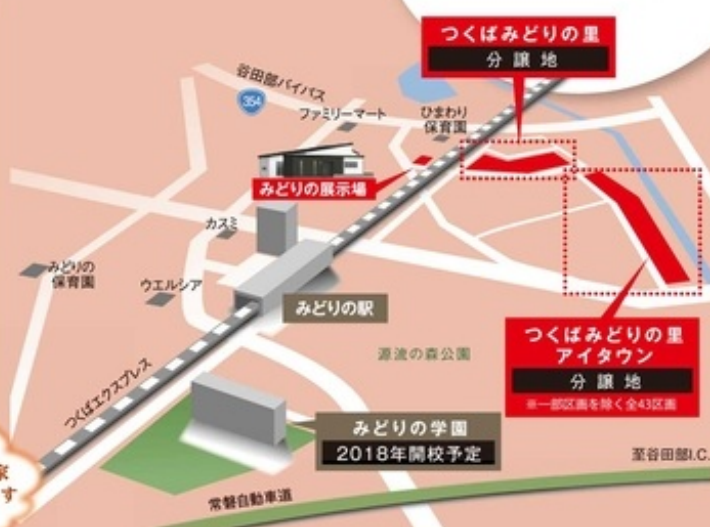 つくばみどりの里
分譲地
谷田部バイパス
354
ファミリーマート
ひまわり
保育園
みどりの展示場
カスミ
みどりの
保育園
ウエルシア
みどりの駅
つくばみどりの里
アイタウン
分譲地
※一部区画を除く全43区画
源流の森公園
つくばエクスプレス
みどりの学園
2018年開校予定
家
す
至谷田部I.C.
常磐自動車道